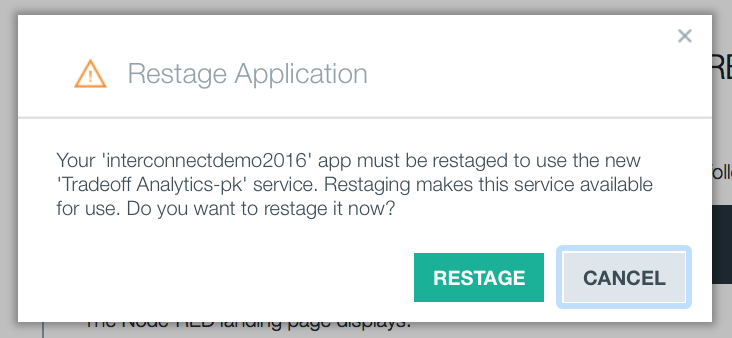 ×
Restage Application
Your 'interconnectdemo2016' app must be restaged to use the new
'Tradeoff Analytics-pk' service. Restaging makes this service available
for use. Do you want to restage it now?
RESTAGE CANCEL
The Node-RED landing page displays.